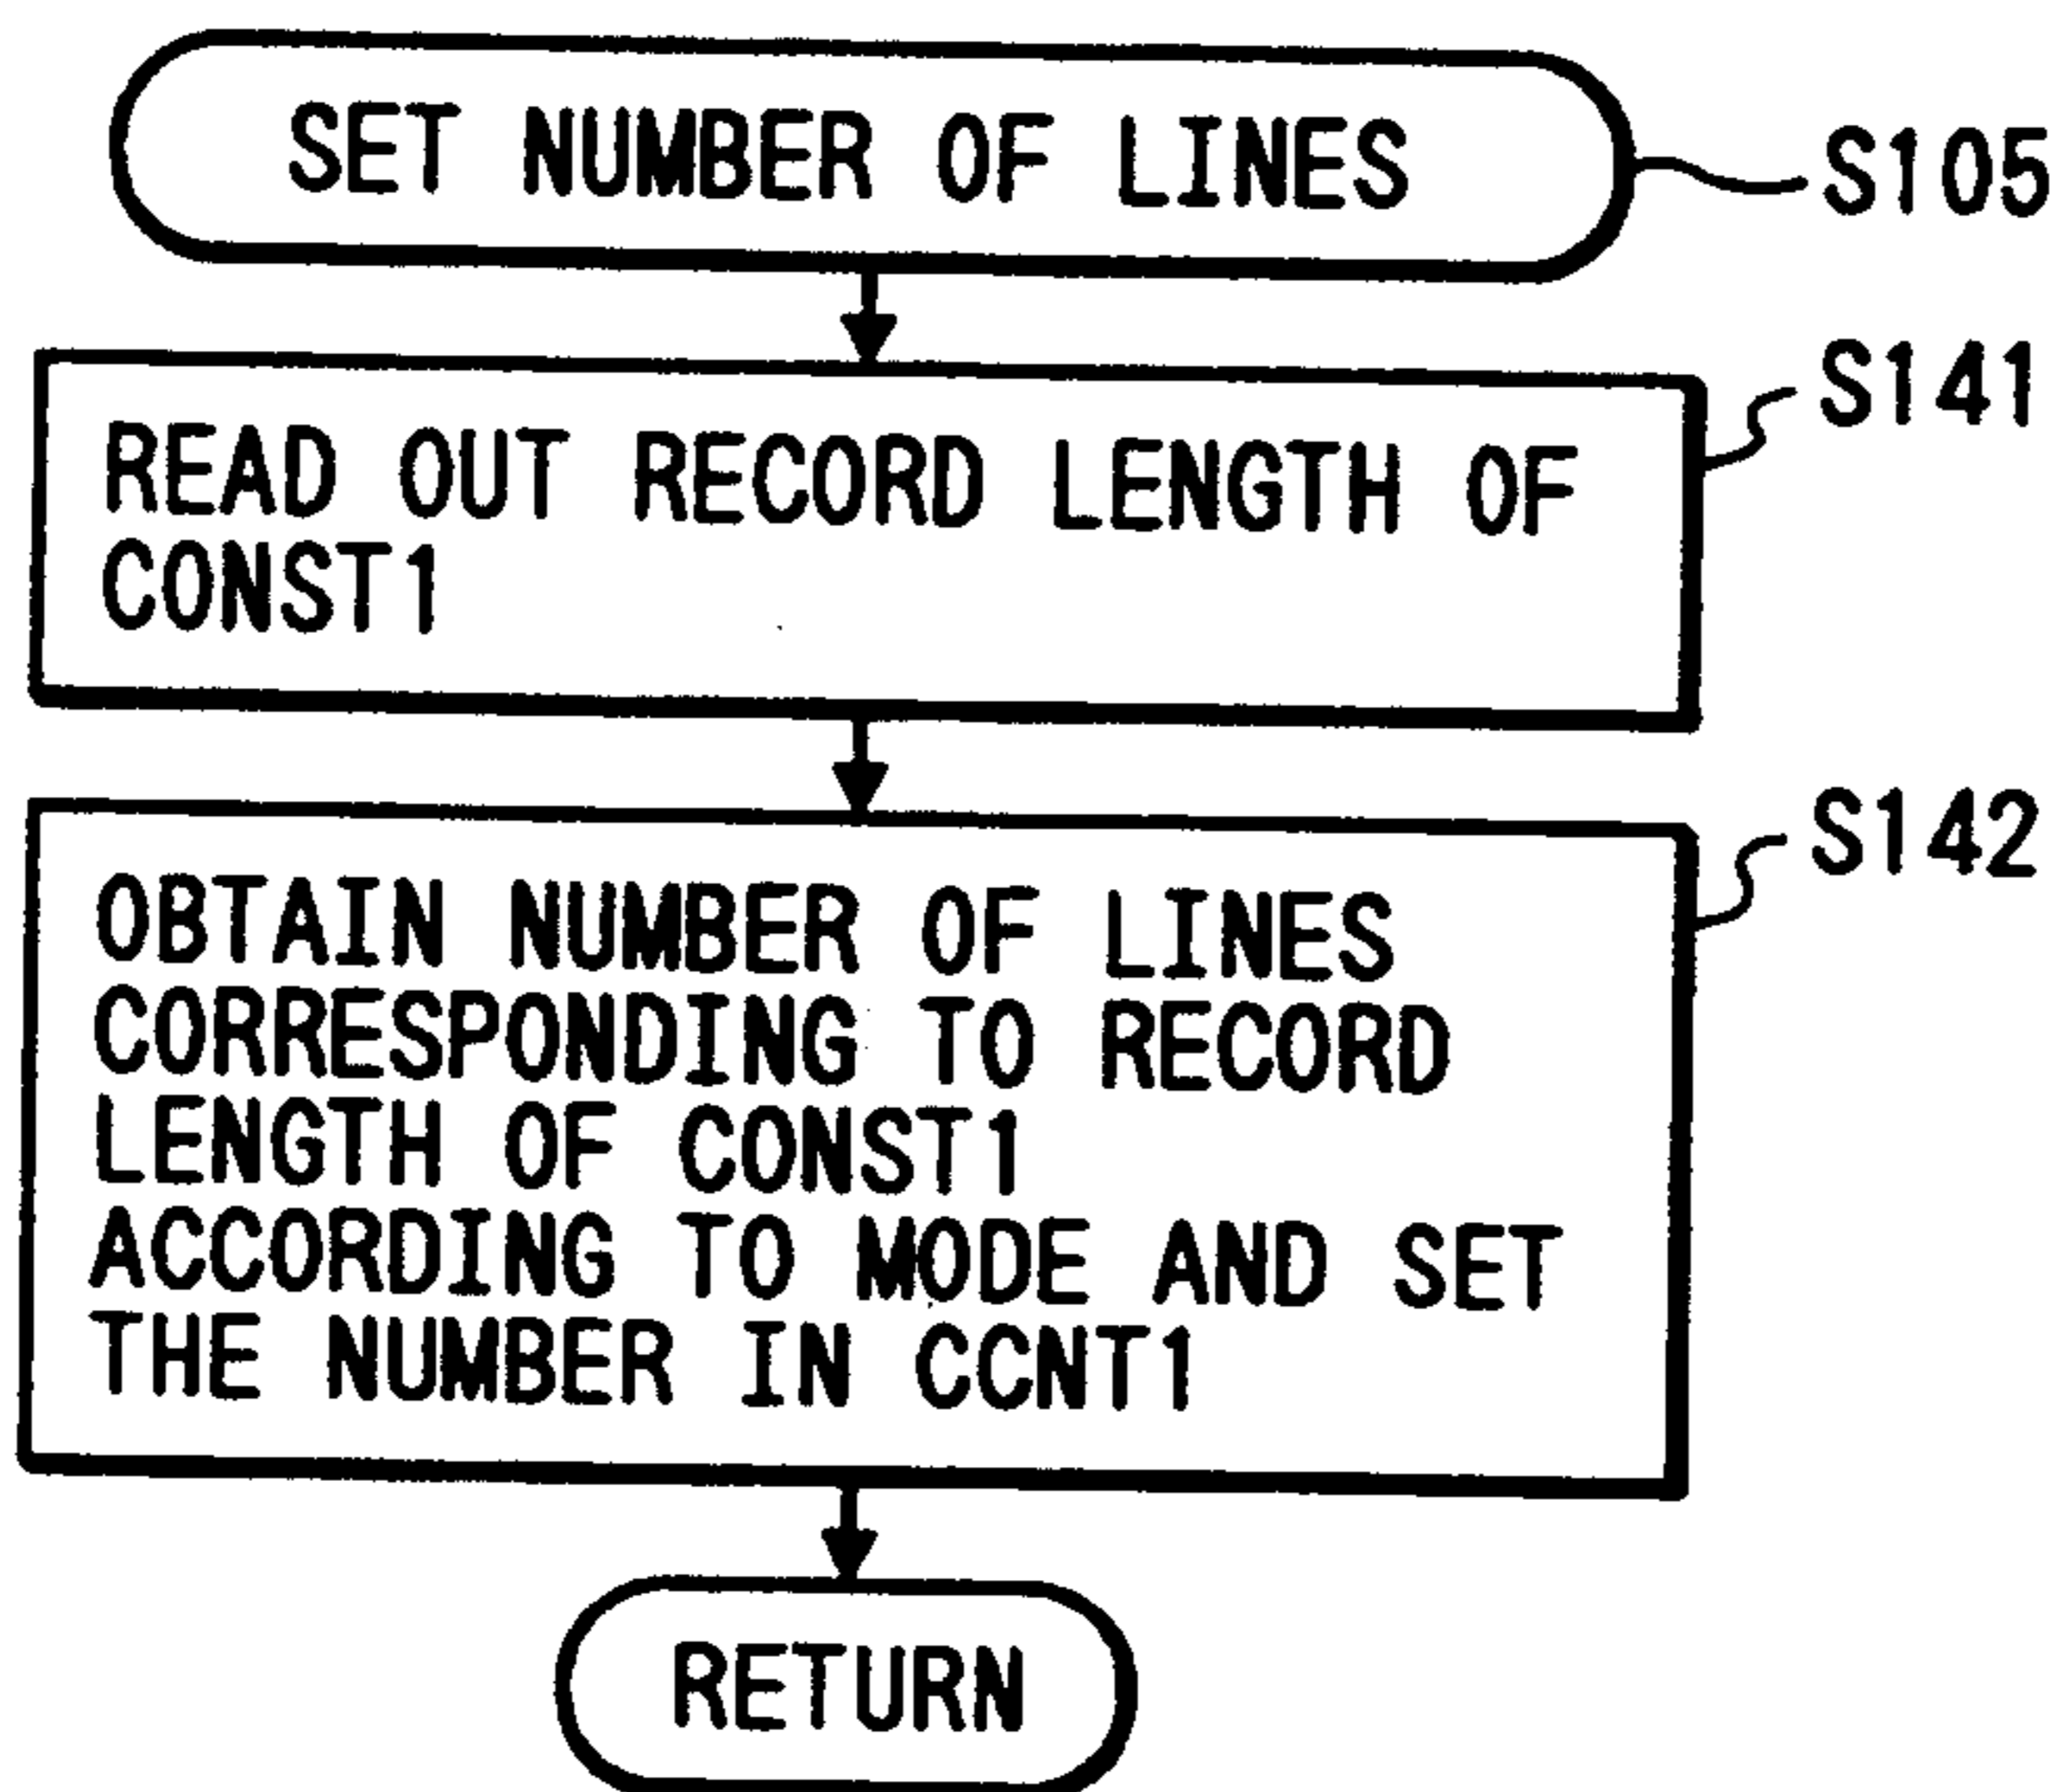 SET NUMBER OF LINES
S105
S141
READ OUT RECORD LENGTH OF
CONST1
S142
OBTAIN NUMBER OF LINES
CORRESPONDING TO RECORD
LENGTH OF CONST1
ACCORDING TO MODE AND SET
THE NUMBER IN CCNT1
RETURN